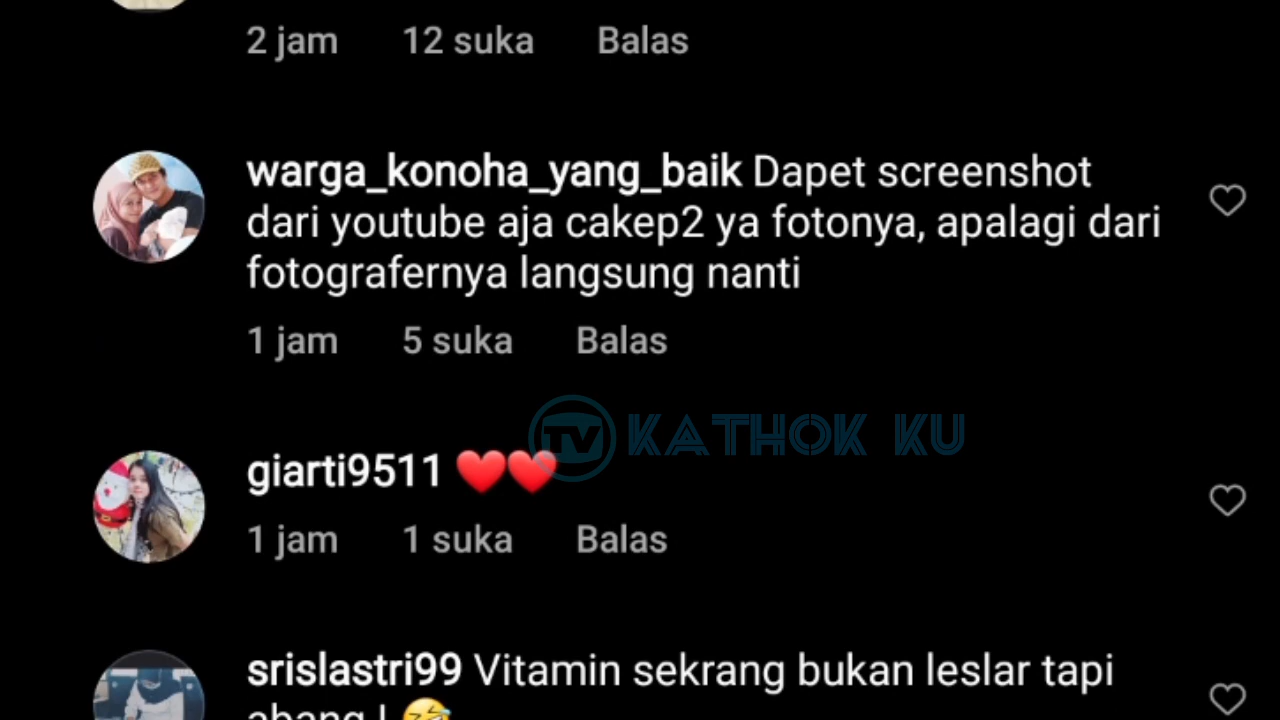 2 jam 12 suka Balas
warga_konoha_yang_baik Dapet screenshot
dari youtube aja cakep2 ya fotonya, apalagi dari
fotografernya langsung nanti
1 jam 5 suka Balas
TV KATHOK KU
giarti9511 ❤️❤️
1 jam 1 suka Balas
srislastri99 Vitamin sekrang bukan leslar tapi
abang L 🤣